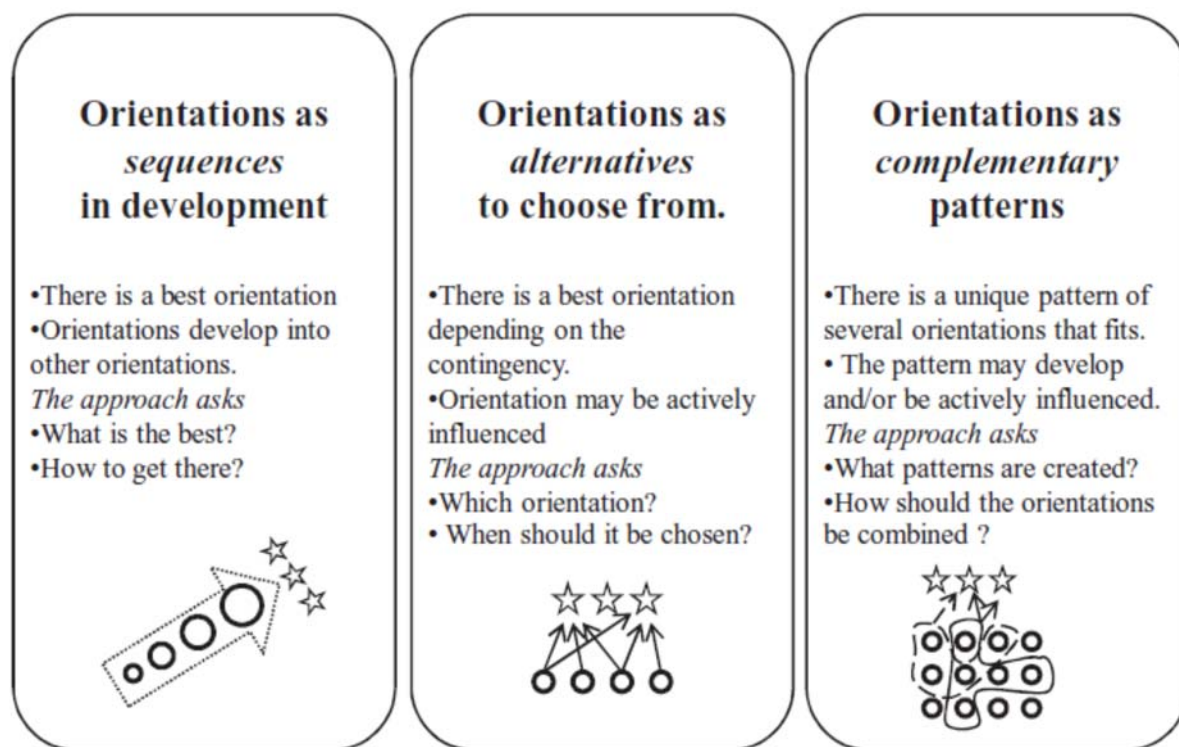 Orientations as
sequences
in development
•There is a best orientation
•Orientations develop into
other orientations.
The approach asks
•What is the best?
•How to get there?
Orientations as
alternatives
to choose from.
•There is a best orientation
depending on the
contingency.
•Orientation may be actively
influenced
The approach asks
•Which orientation?
• When should it be chosen?
Orientations as
complementary
patterns
•There is a unique pattern of
several orientations that fits.
• The pattern may develop
and/or be actively influenced.
The approach asks
•What patterns are created?
•How should the orientations
be combined ?